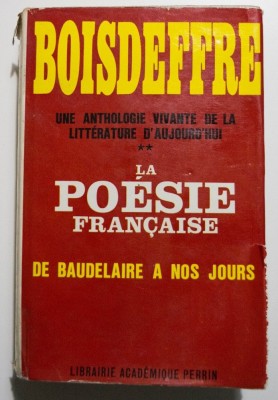 BOISDEFFRE
UNE ANTHOLOGIE VIVANTE DE LA
LITTÉRATURE D'AUJOURD'HUI
**
LA
POÉSIE
FRANÇAISE
DE BAUDELAIRE A NOS JOURS
LIBRAIRIE ACADÉMIQUE PERRIN